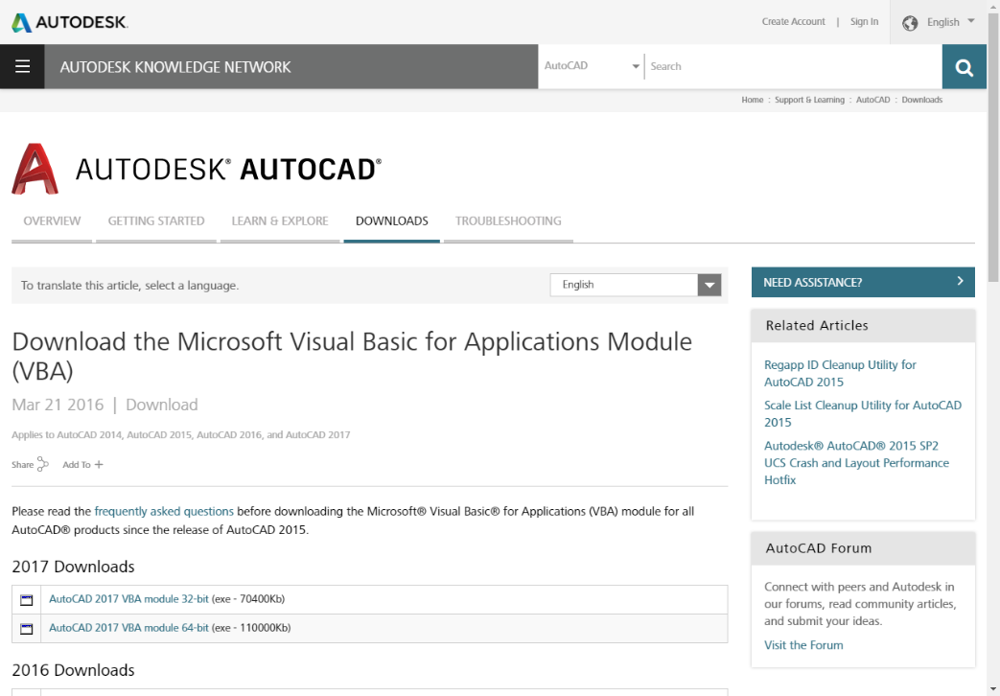 AUTODESK.
Create Account | Sign In
English
AUTODESK KNOWLEDGE NETWORK
AutoCAD
Search
Home : Support & Learning : AutoCAD : Downloads
AUTODESK® AUTOCAD®
OVERVIEW
GETTING STARTED
LEARN & EXPLORE
DOWNLOADS
TROUBLESHOOTING
To translate this article, select a language.
English
Download the Microsoft Visual Basic for Applications Module
(VBA)
Mar 21 2016 | Download
Applies to AutoCAD 2014, AutoCAD 2015, AutoCAD 2016, and AutoCAD 2017
Share
Add To +
Please read the frequently asked questions before downloading the Microsoft® Visual Basic® for Applications (VBA) module for all
AutoCAD® products since the release of AutoCAD 2015.
2017 Downloads
AutoCAD 2017 VBA module 32-bit (exe - 70400Kb)
AutoCAD 2017 VBA module 64-bit (exe - 110000Kb)
2016 Downloads
NEED ASSISTANCE?
Related Articles
Regapp ID Cleanup Utility for
AutoCAD 2015
Scale List Cleanup Utility for AutoCAD
2015
Autodesk® AutoCAD® 2015 SP2
UCS Crash and Layout Performance
Hotfix
AutoCAD Forum
Connect with peers and Autodesk in
our forums, read community articles,
and submit your ideas.
Visit the Forum